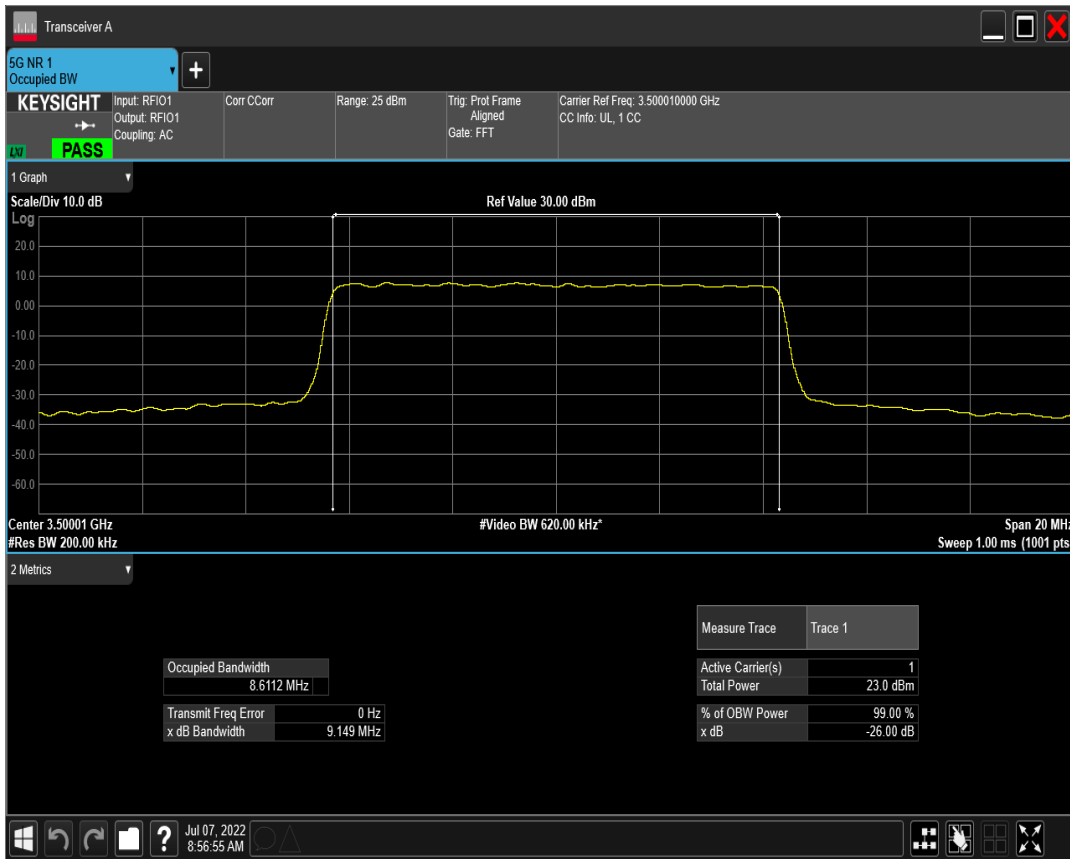 Transceiver A
5G NR 1
Occupied BW
KEYSIGHT
LXI
PASS
Input: RFIO1
Output: RFIO1
Coupling: AC
Corr CCorr
Range: 25 dBm
Trig: Prot Frame
Aligned
Gate: FFT
Carrier Ref Freq: 3.500010000 GHz
CC Info: UL, 1 CC
1 Graph
Scale/Div 10.0 dB
Ref Value 30.00 dBm
Log
20.0
10.0
0.00
-10.0
-20.0
-30.0
-40.0
-50.0
-60.0
Center 3.50001 GHz
#Video BW 620.00 kHz*
Span 20 MHz
#Res BW 200.00 kHz
Sweep 1.00 ms (1001 pts
2 Metrics
Measure Trace Trace 1
Occupied Bandwidth
8.6112 MHz
Active Carrier(s) 1
Total Power 23.0 dBm
Transmit Freq Error 0 Hz
x dB Bandwidth 9.149 MHz
% of OBW Power 99.00 %
x dB -26.00 dB
?
Jul 07, 2022
8:56:55 AM